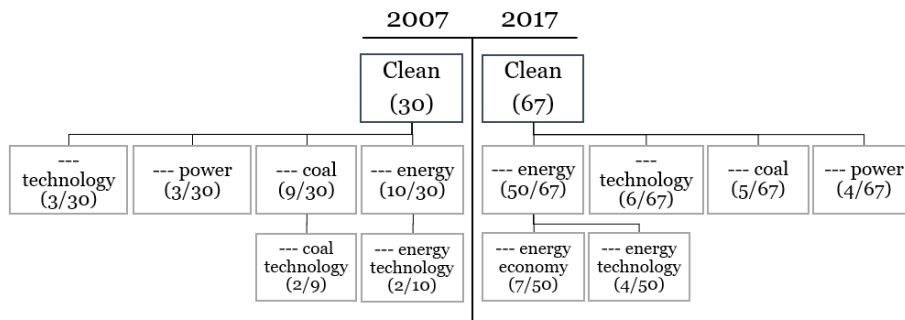 2007
2017
Clean
(30)
Clean
(67)
--- technology
(3/30)
--- power
(3/30)
--- coal
(9/30)
--- energy
(10/30)
--- energy
(50/67)
--- technology
(6/67)
--- coal
(5/67)
--- power
(4/67)
--- coal
technology
(2/9)
--- energy
technology
(2/10)
--- energy
economy
(7/50)
--- energy
technology
(4/50)